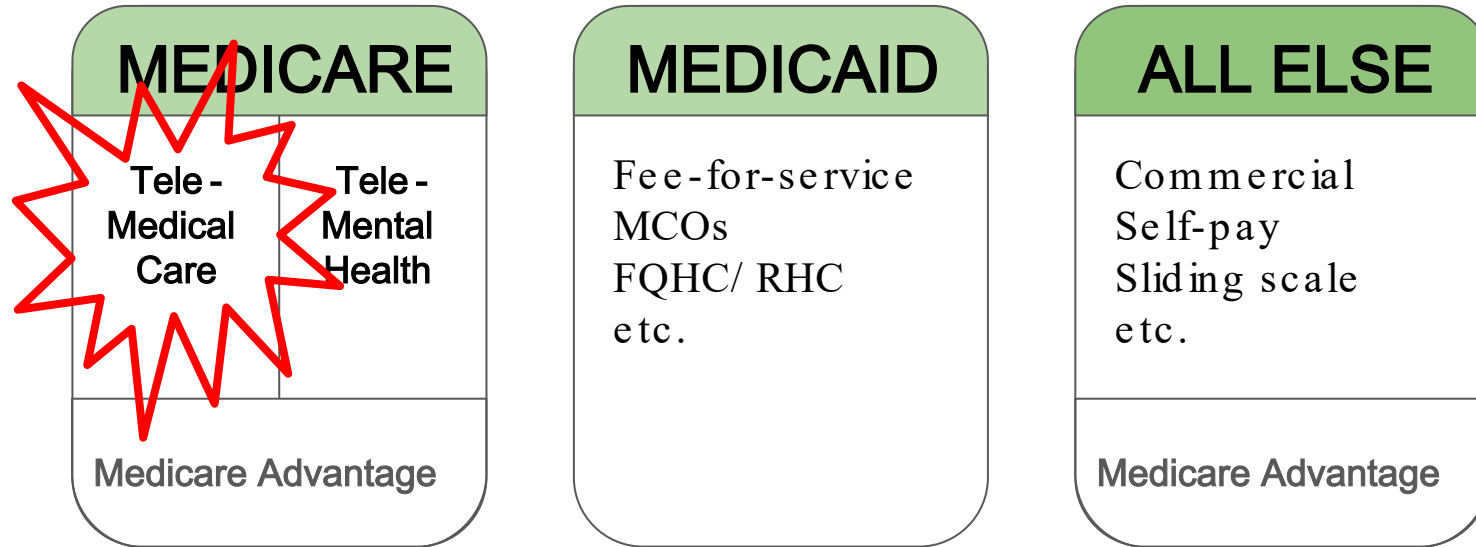 MEDICARE
Tele -
Medical
Care
Tele -
Mental
Health
Medicare Advantage
MEDICAID
Fee-for-service
MCOs
FQHC/ RHC
etc.
ALL ELSE
Commercial
Self-pay
Sliding scale
etc.
Medicare Advantage